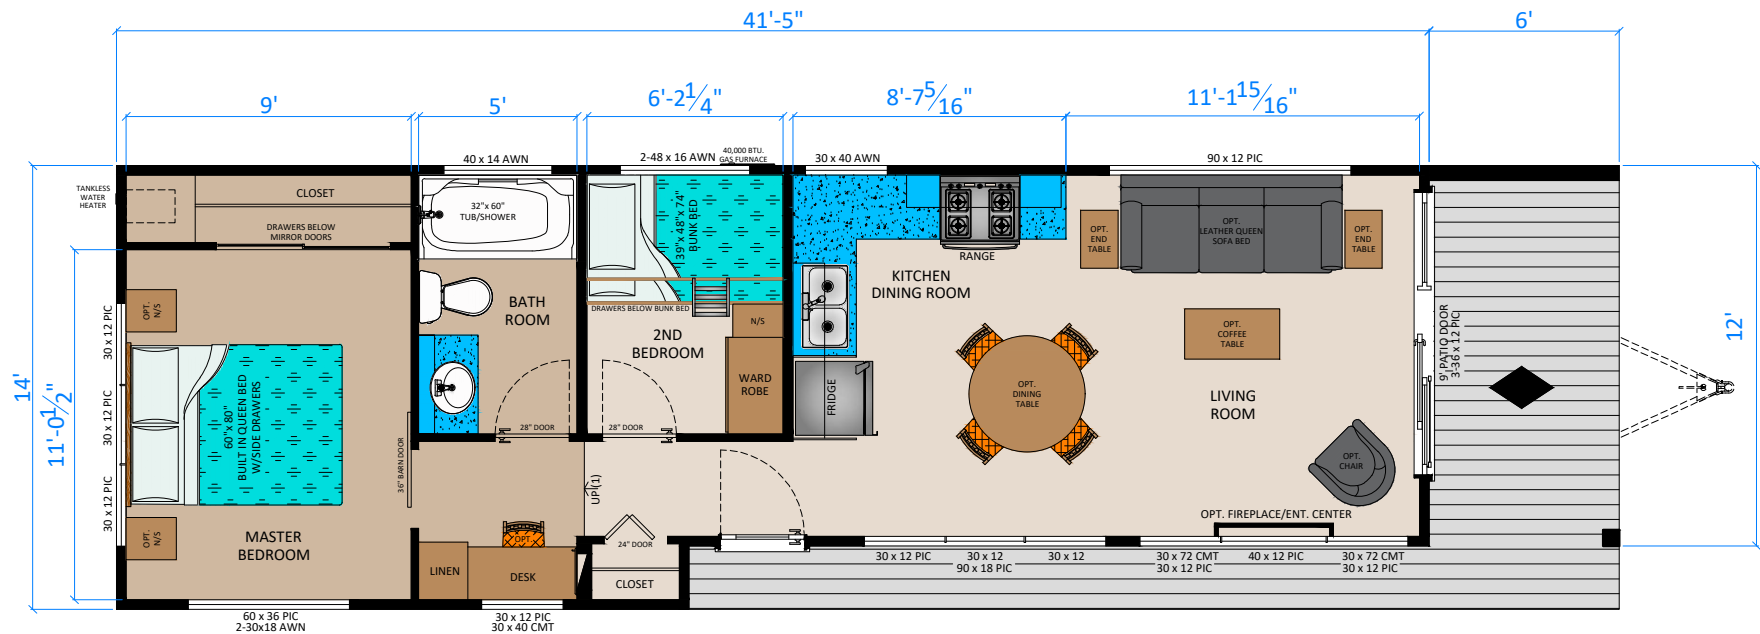 41'-5"
6'
9'
5'
6'-2 1/4"
8'-7 5/16"
11'-1 15/16"
40 x 14 AWN
2-48 x 16 AWN
40,000 BTU.
GAS FURNACE
30 x 40 AWN
90 x 12 PIC
TANKLESS
WATER
HEATER
CLOSET
DRAWERS BELOW
MIRROR DOORS
32"x 60"
TUB/SHOWER
39"x 48"x 74"
BUNK BED
DRAWERS BELOW BUNK BED
RANGE
KITCHEN
DINING ROOM
OPT.
END
TABLE
OPT.
LEATHER QUEEN
SOFA BED
OPT.
END
TABLE
14'
11'-0 1/2"
12'
30 x 12 PIC
30 x 12 PIC
30 x 12 PIC
OPT.
N/S
60"x 80"
BUILT IN QUEEN BED
W/SIDE DRAWERS
OPT.
N/S
MASTER
BEDROOM
36" BARN DOOR
BATH
ROOM
28" DOOR
2ND
BEDROOM
28" DOOR
N/S
WARD
ROBE
FRIDGE
OPT.
DINING
TABLE
OPT.
COFFEE
TABLE
LIVING
ROOM
OPT.
CHAIR
9' PATIO DOOR
3-36 x 12 PIC
OPT. FIREPLACE/ENT. CENTER
UP (1)
OPT.
LINEN
DESK
24" DOOR
CLOSET
30 x 12 PIC
30 x 12
30 x 12
90 x 18 PIC
30 x 72 CMT
30 x 12 PIC
40 x 12 PIC
30 x 72 CMT
30 x 12 PIC
60 x 36 PIC
2-30x18 AWN
30 x 12 PIC
30 x 40 CMT